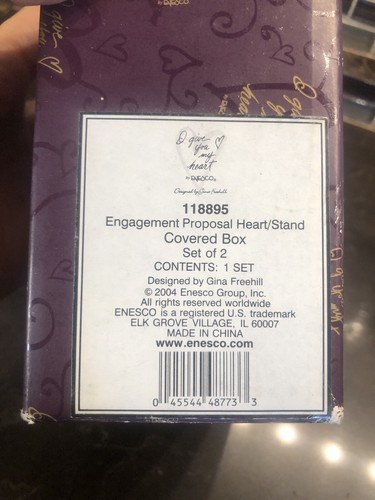 by ENESCO®
I give
you
my
heart
by ENESCO®
Designed by Gina Freehill
118895
Engagement Proposal Heart/Stand
Covered Box
Set of 2
CONTENTS: 1 SET
Designed by Gina Freehill
© 2004 Enesco Group, Inc.
All rights reserved worldwide
ENESCO is a registered U.S. trademark
ELK GROVE VILLAGE, IL 60007
MADE IN CHINA
www.enesco.com
0 45544 48773 3